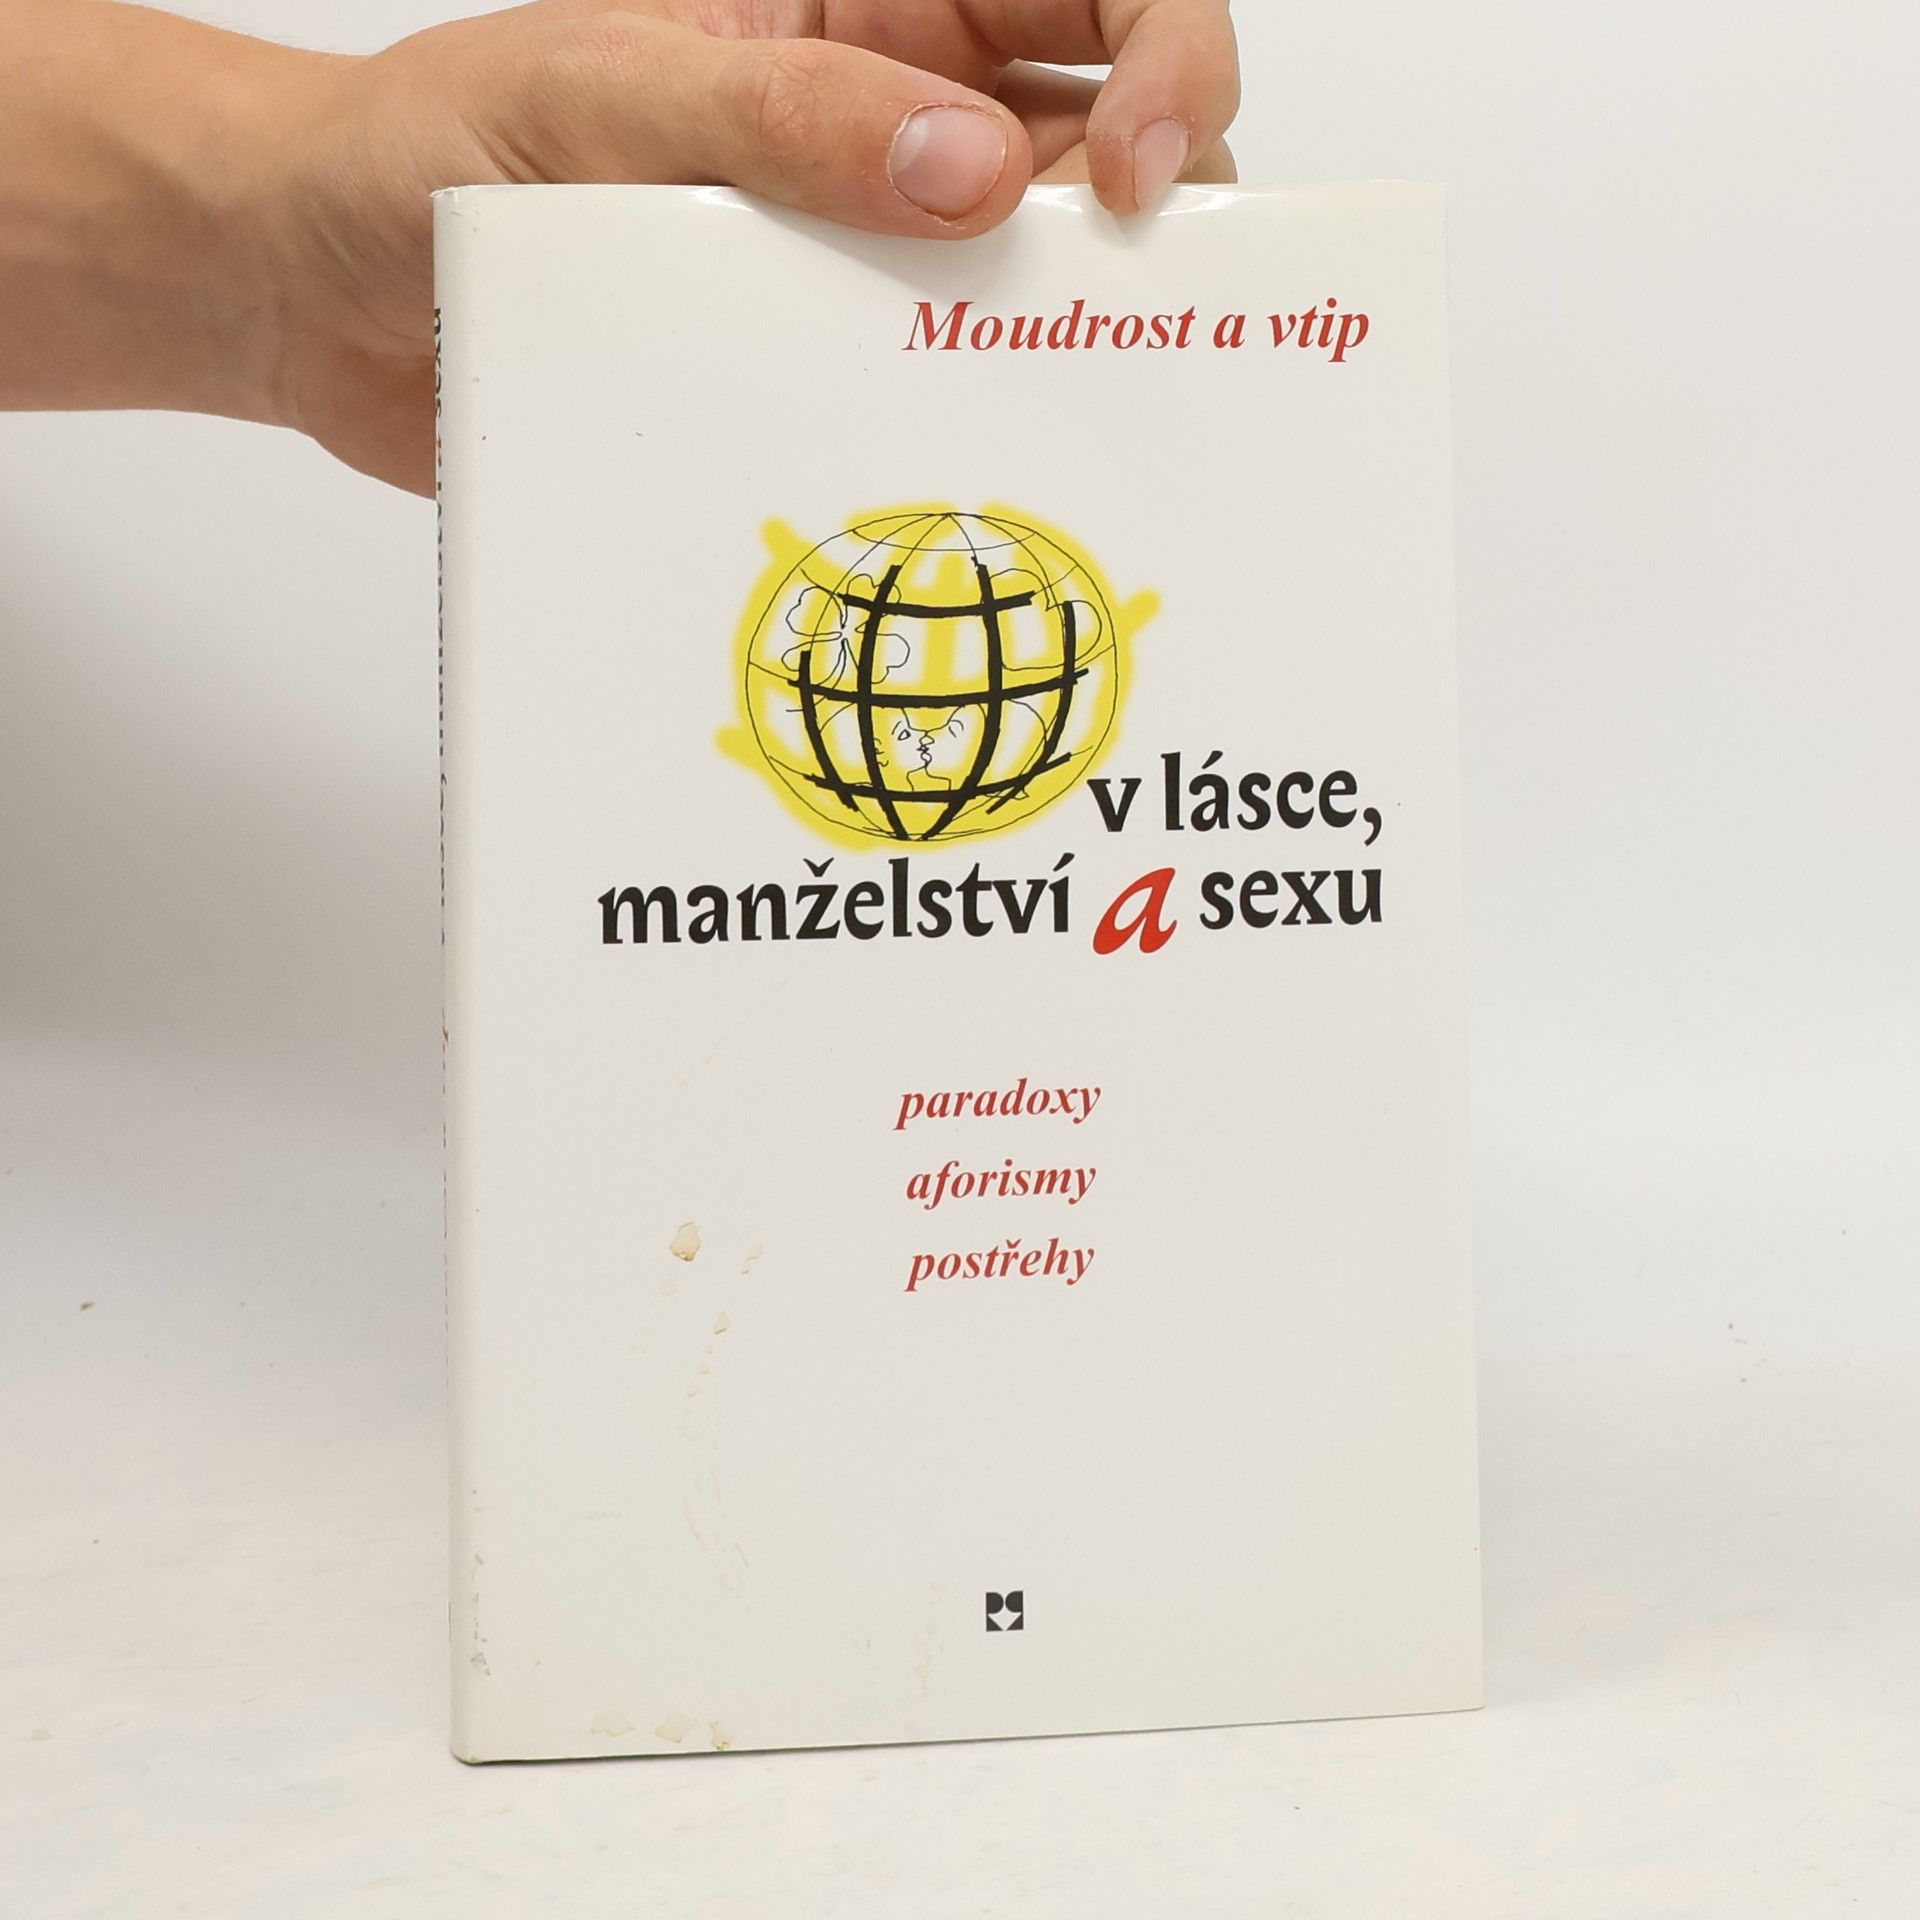 Moudrost a vtip
v lásce,
manželství a sexu
paradoxy
aforismy
postřehy